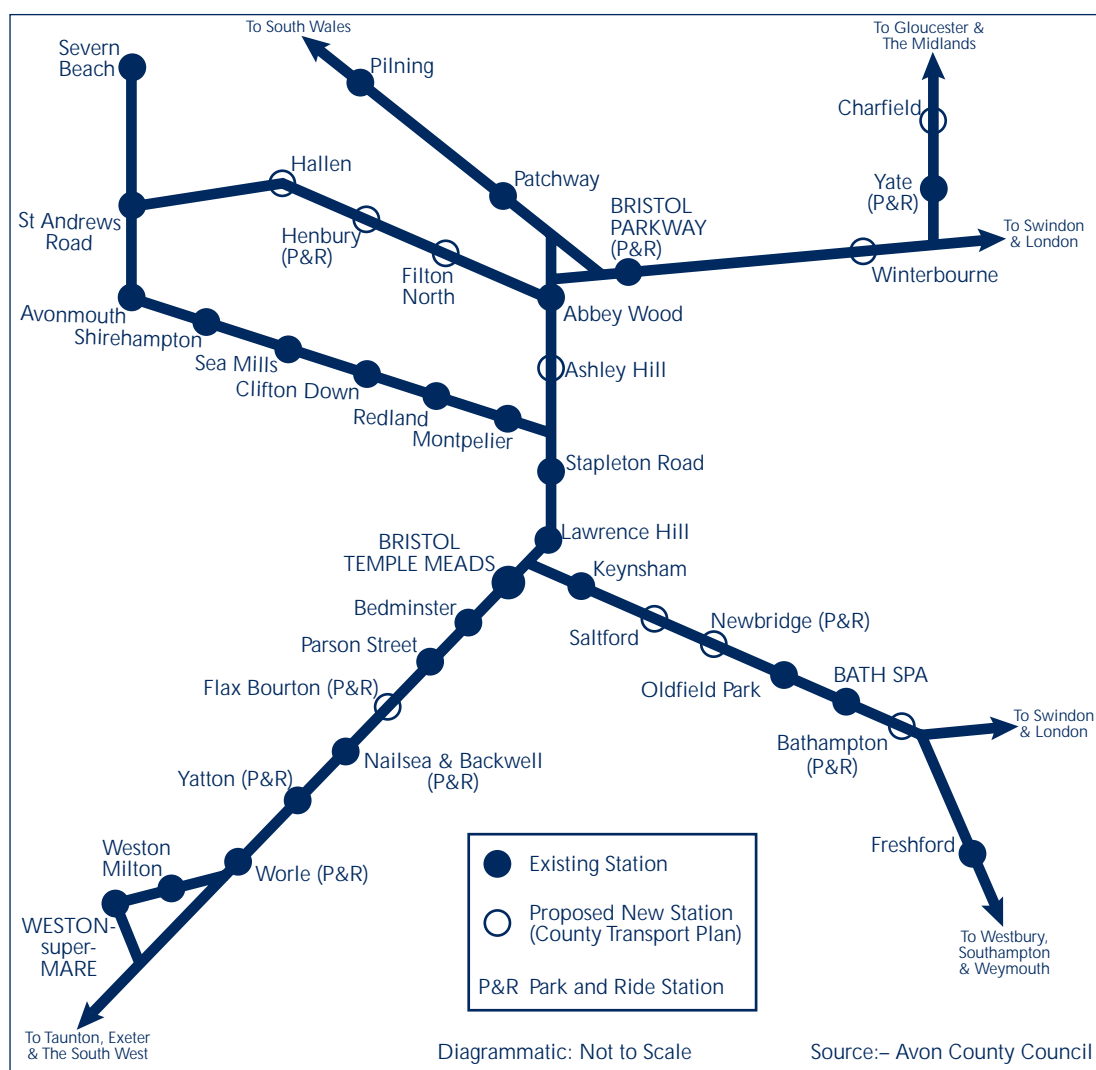 To South Wales
To Gloucester &
The Midlands
Severn
Beach
Pilning
Charfield
Hallen
Patchway
Yate
(P&R)
BRISTOL
PARKWAY
(P&R)
St Andrews
Road
Henbury
(P&R)
To Swindon
& London
Filton
North
Winterbourne
Avonmouth
Abbey Wood
Shirehampton
Sea Mills
Ashley Hill
Clifton Down
Redland
Montpelier
Stapleton Road
Lawrence Hill
BRISTOL
TEMPLE MEADS
Keynsham
Bedminster
Saltford
Newbridge (P&R)
Parson Street
Flax Bourton (P&R)
Oldfield Park
BATH SPA
To Swindon
& London
Bathampton
(P&R)
Nailsea & Backwell
(P&R)
Yatton (P&R)
Weston
Milton
Worle (P&R)
Freshford
WESTON-
super-
MARE
Existing Station
Proposed New Station
(County Transport Plan)
P&R Park and Ride Station
To Westbury,
Southampton
& Weymouth
To Taunton, Exeter
& The South West
Diagrammatic: Not to Scale
Source:– Avon County Council